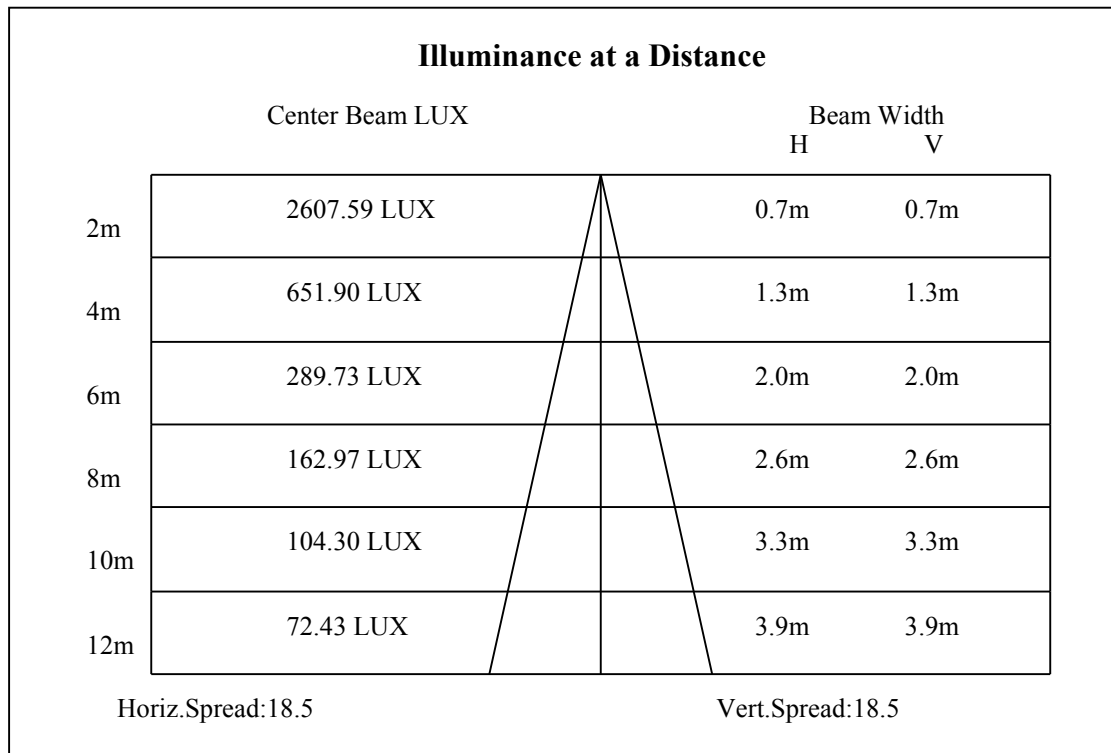 Illuminance at a Distance
Center Beam LUX Beam Width
H V
2607.59 LUX 0.7m 0.7m
2m
651.90 LUX 1.3m 1.3m
4m
289.73 LUX 2.0m 2.0m
6m
162.97 LUX 2.6m 2.6m
8m
104.30 LUX 3.3m 3.3m
10m
72.43 LUX 3.9m 3.9m
12m
Horiz.Spread:18.5 Vert.Spread:18.5